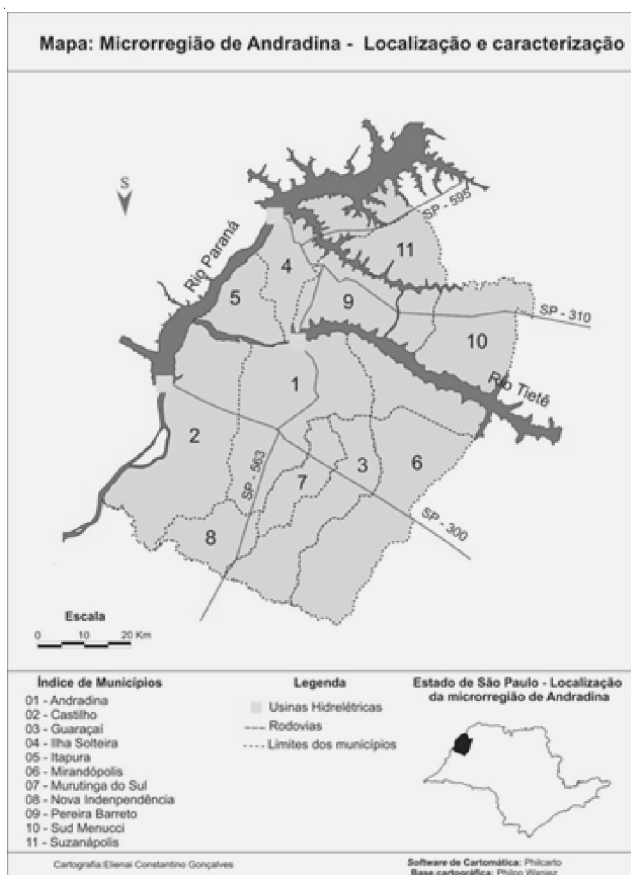 Mapa: Microrregião de Andradina - Localização e caracterização
S
SP - 595
Rio Paraná
11
4
5
9
SP - 310
10
1
Rio Tietê
2
3
6
7
SP - 563
SP - 300
8
Escala
0 10 20 Km
Índice de Municípios
01 - Andradina
02 - Castilho
03 - Guaraçaí
04 - Ilha Solteira
05 - Itapura
06 - Mirandópolis
07 - Murutinga do Sul
08 - Nova Indenpendência
09 - Pereira Barreto
10 - Sud Menucci
11 - Suzanápolis
Legenda
Usinas Hidrelétricas
Rodovias
Limites dos municípios
Estado de São Paulo - Localização
da microrregião de Andradina
Cartografia:Elienai Constantino Gonçalves
Software de Cartomática: Philcarto
Base cartográfica: Philpo Waniez